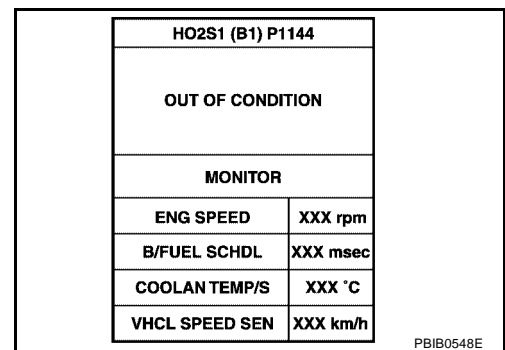 HO2S1 (B1) P1144
OUT OF CONDITION
MONITOR
ENG SPEED XXX rpm
B/FUEL SCHDL XXX msec
COOLAN TEMP/S XXX °C
VHCL SPEED SEN XXX km/h
PBIB0548E